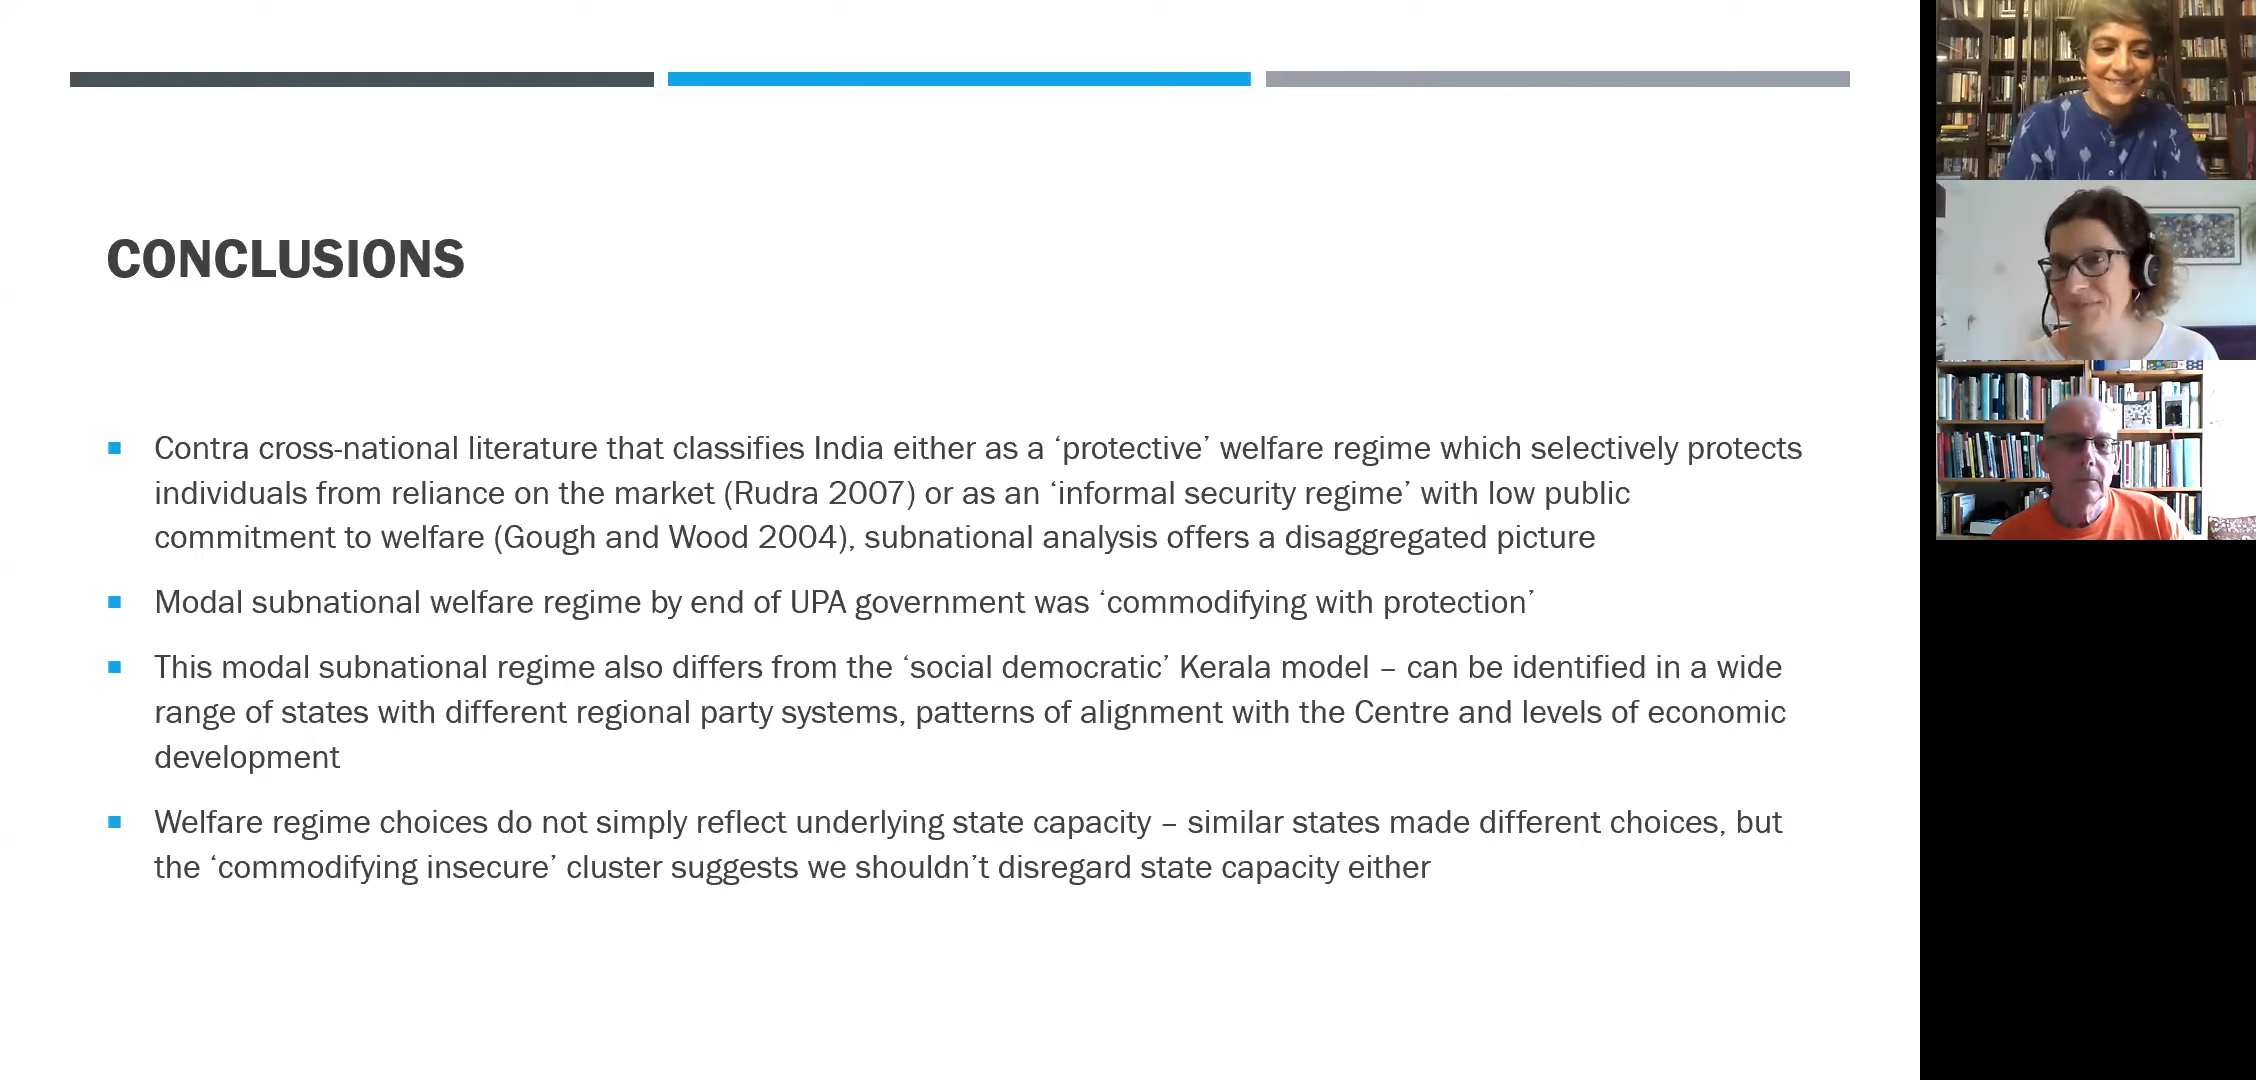 CONCLUSIONS
Contra cross-national literature that classifies India either as a ‘protective’ welfare regime which selectively protects
individuals from reliance on the market (Rudra 2007) or as an ‘informal security regime’ with low public
commitment to welfare (Gough and Wood 2004), subnational analysis offers a disaggregated picture
Modal subnational welfare regime by end of UPA government was ‘commodifying with protection’
This modal subnational regime also differs from the ‘social democratic’ Kerala model – can be identified in a wide
range of states with different regional party systems, patterns of alignment with the Centre and levels of economic
development
Welfare regime choices do not simply reflect underlying state capacity – similar states made different choices, but
the ‘commodifying insecure’ cluster suggests we shouldn’t disregard state capacity either